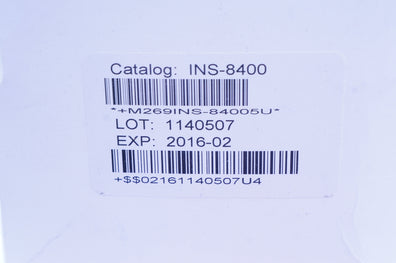 Catalog: INS-8400
*+M269INS-84005U*
LOT: 1140507
EXP: 2016-02
+$$02161140507U4